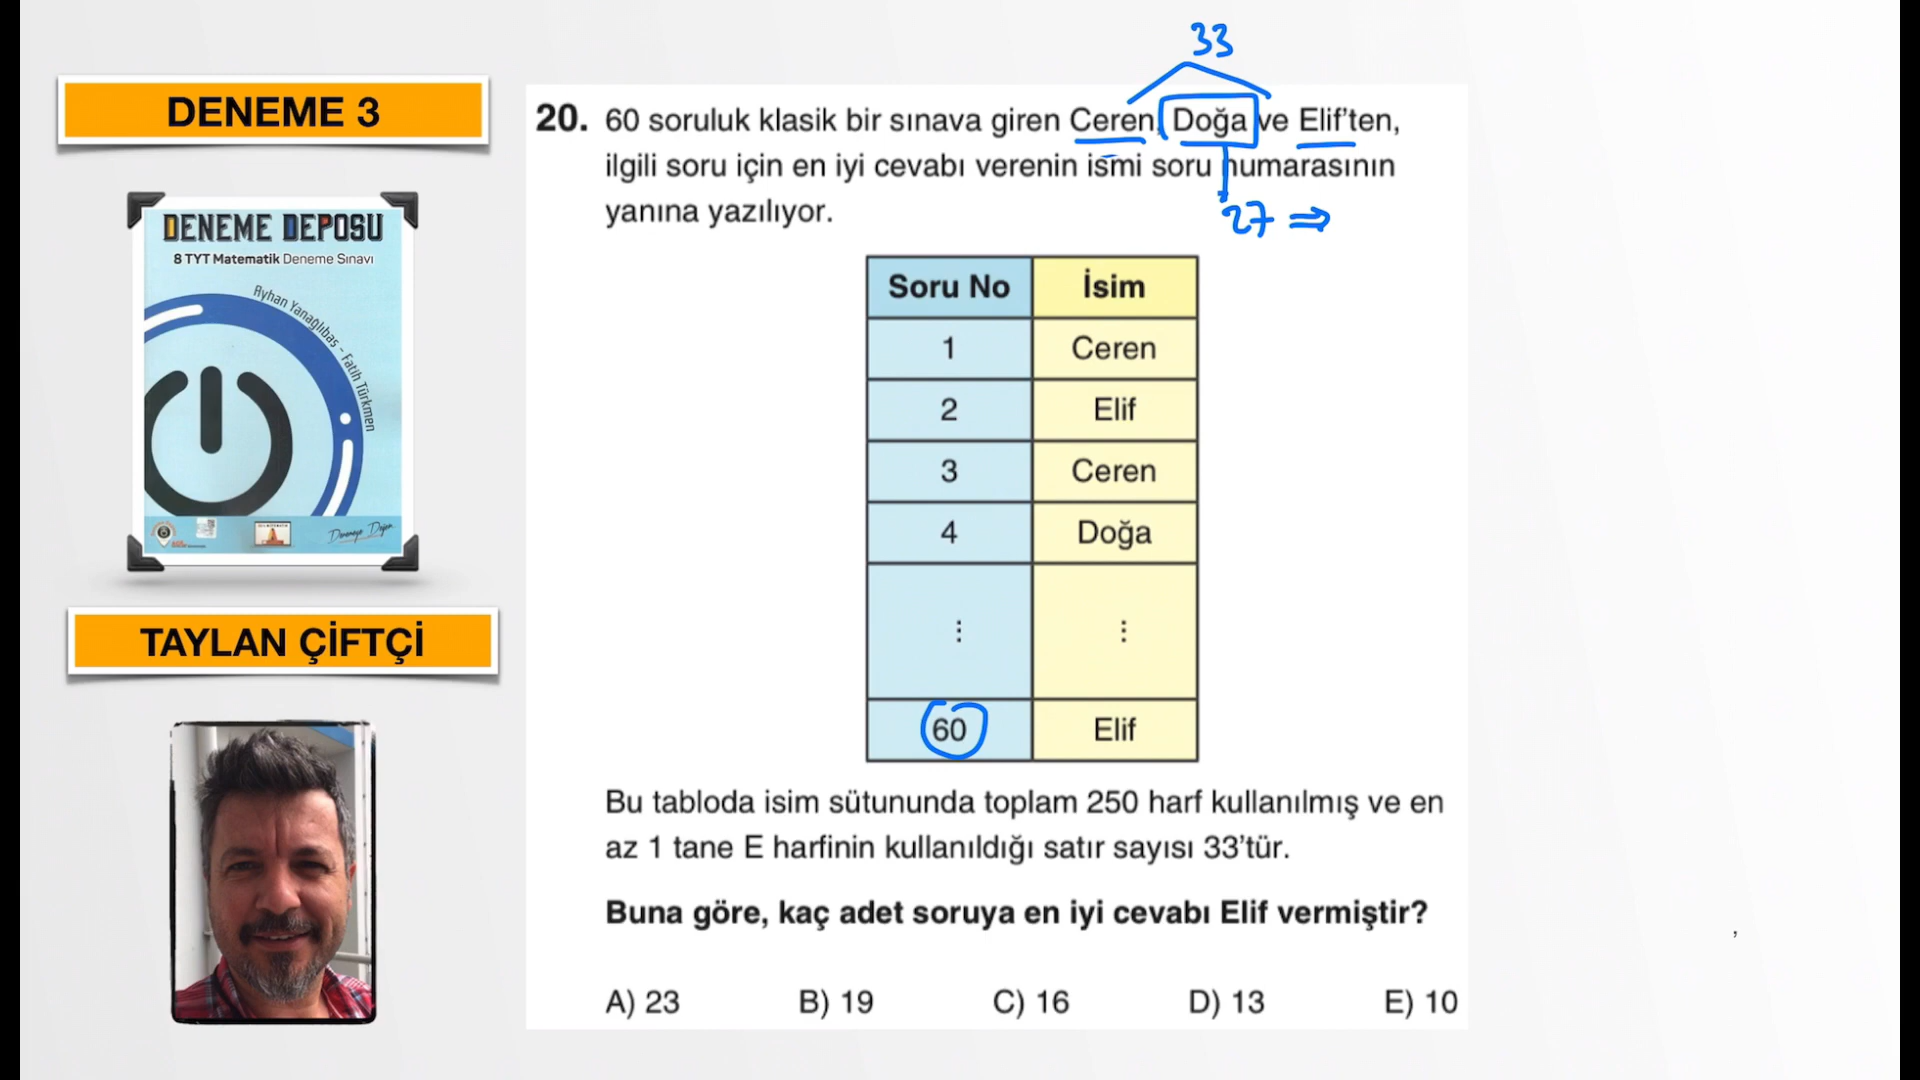 33
DENEME 3
20. 60 soruluk klasik bir sınava giren Ceren, Doğa ve Elif'ten,
ilgili soru için en iyi cevabı verenin ismi soru numarasının
yanına yazılıyor.
27 ⇒
DENEME DEPOSU
8 TYT Matematik Deneme Sınavı
Ayhan Yanağlıbaş - Fatih Türkmen
Soru No İsim
1 Ceren
2 Elif
3 Ceren
4 Doğa
⋮ ⋮
60 Elif
TAYLAN ÇİFTÇİ
Bu tabloda isim sütununda toplam 250 harf kullanılmış ve en
az 1 tane E harfinin kullanıldığı satır sayısı 33'tür.
Buna göre, kaç adet soruya en iyi cevabı Elif vermiştir?
,
A) 23 B) 19 C) 16 D) 13 E) 10